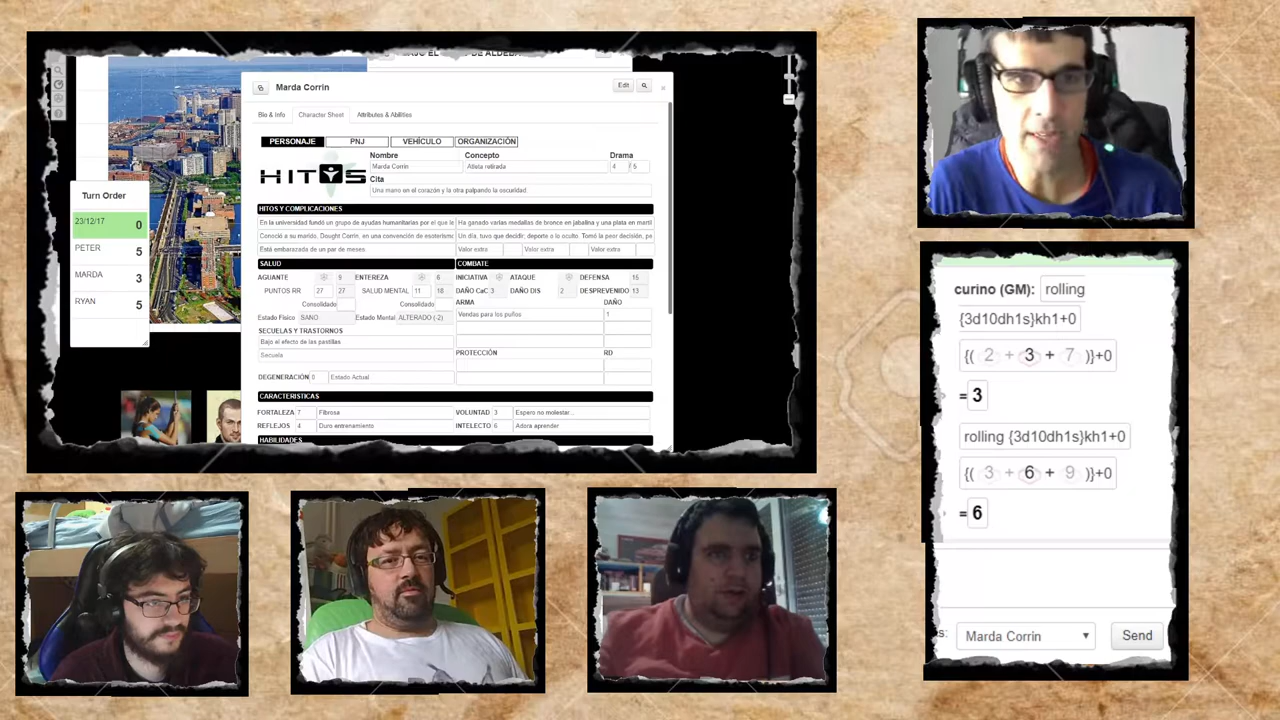 BAJO EL
DE ALDEBA
Marda Corrin
Edit
Bio & Info
Character Sheet
Attributes & Abilities
PERSONAJE
PNJ
VEHÍCULO
ORGANIZACIÓN
HITOS
Nombre
Concepto
Drama
Marda Corrin
Atleta retirada
4 / 5
Cita
Una mano en el corazón y la otra palpando la oscuridad.
HITOS Y COMPLICACIONES
En la universidad fundó un grupo de ayudas humanitarias por el que le
Ha ganado varias medallas de bronce en jabalina y una plata en martil
Conoció a su marido, Dought Corrin, en una convención de esoterismo
Un día, tuvo que decidir; deporte a lo oculto. Tomó la peor decisión, pe
Está embarazada de un par de meses.
Valor extra
Valor extra
Valor extra
SALUD
COMBATE
AGUANTE 9 ENTEREZA 6
INICIATIVA ATAQUE DEFENSA 15
PUNTOS RR 27 27 SALUD MENTAL 11 18
DAÑO CaC 3 DAÑO DIS 2 DESPREVENIDO 13
Consolidado
Consolidado
ARMA
DAÑO
Estado Físico SANO
Estado Mental ALTERADO (-2)
Vendas para los puños
1
SECUELAS Y TRASTORNOS
Bajo el efecto de las pastillas
Secuela
PROTECCIÓN
RD
DEGENERACIÓN 0 Estado Actual
CARACTERISTICAS
FORTALEZA 7 Fibrosa
VOLUNTAD 3 Espero no molestar...
REFLEJOS 4 Duro entrenamiento
INTELECTO 6 Adora aprender
HABILIDADES
Turn Order
23/12/17 0
PETER 5
MARDA 3
RYAN 5
curino (GM): rolling
{3d10dh1s}kh1+0
{( 2 + 3 + 7 )}+0
= 3
rolling {3d10dh1s}kh1+0
{( 3 + 6 + 9 )}+0
= 6
s:
Marda Corrin
Send